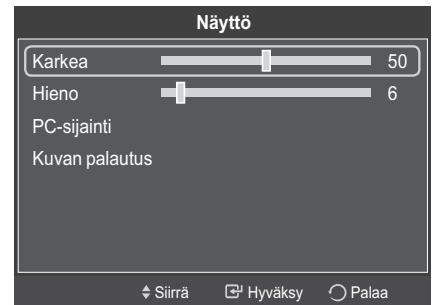 Näyttö
Karkea 50
Hieno 6
PC-sijainti
Kuvan palautus
Siirrä Hyväksy Palaa